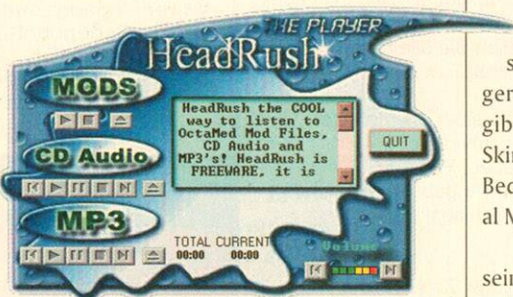 THE PLAYER
HeadRush
MODS
HeadRush the COOL
way to listen to
OctaMed Mod Files,
CD Audio and
MP3's! HeadRush is
FREEWARE, it is
QUIT
CD Audio
MP3
TOTAL CURRENT
00:00 00:00
Volume
s
ger
gib
Skin
Bec
al M
sein